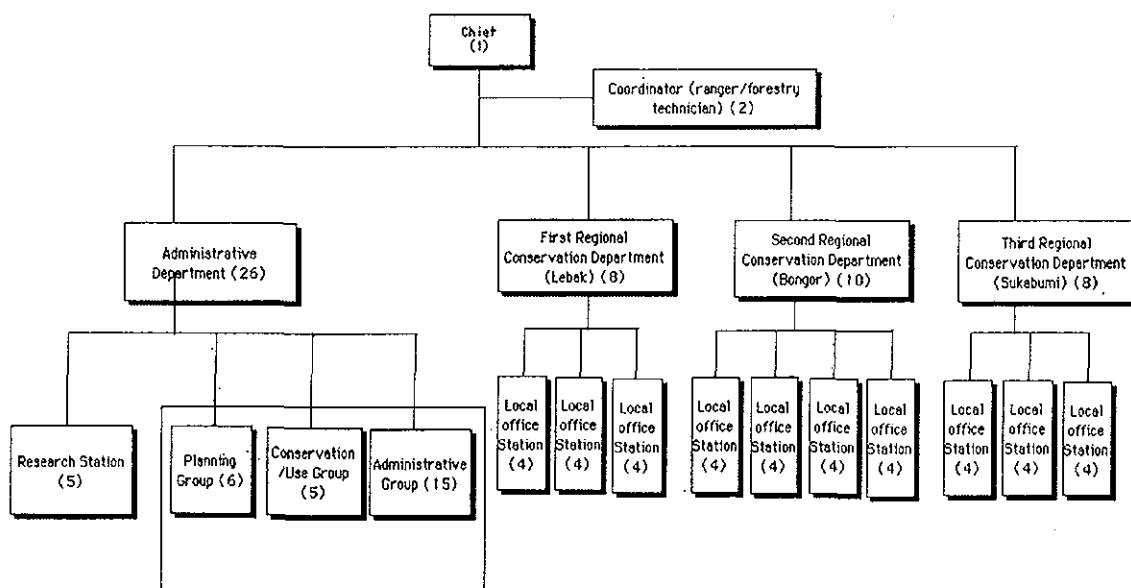 Chief
(1)
Coordinator (ranger/forestry
technician) (2)
Administrative
Department (26)
First Regional
Conservation Department
(Lebak) (8)
Second Regional
Conservation Department
(Bongor) (10)
Third Regional
Conservation Department
(Sukabumi) (8)
Research Station
(5)
Planning
Group (6)
Conservation
/Use Group
(5)
Administrative
Group (15)
Local
office
Station
(4)
Local
office
Station
(4)
Local
office
Station
(4)
Local
office
Station
(4)
Local
office
Station
(4)
Local
office
Station
(4)
Local
office
Station
(4)
Local
office
Station
(4)
Local
office
Station
(4)
Local
office
Station
(4)